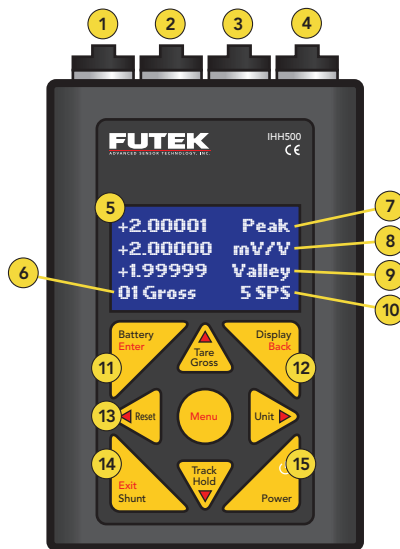 1 2 3 4
FUTEK
ADVANCED SENSOR TECHNOLOGY, INC.
IHH500
CE
5
+2.00001 Peak
7
+2.00000 mV/V
8
+1.99999 Valley
9
6
01 Gross 5 SPS
10
Battery
Enter
Tare
Gross
Display
Back
11
12
13
Reset
Menu
Unit
14
Exit
Shunt
Track
Hold
15
Power